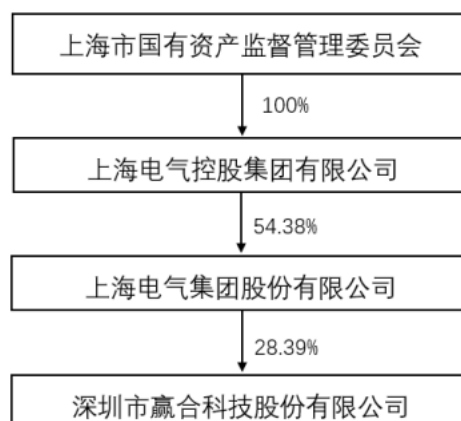 上海市国有资产监督管理委员会
100%
上海电气控股集团有限公司
54.38%
上海电气集团股份有限公司
28.39%
深圳市赢合科技股份有限公司